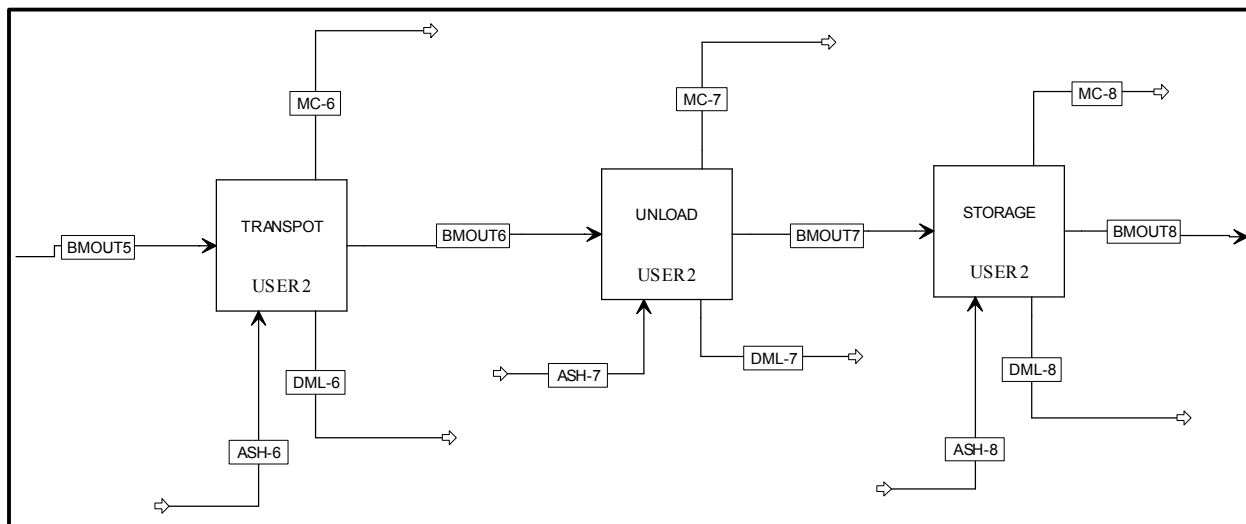 MC-6
MC-7
MC-8
TRANSPOT
UNLOAD
STORAGE
BMOUT5
BMOUT6
BMOUT7
BMOUT8
USER2
USER2
USER2
DML-6
ASH-7
DML-7
DML-8
ASH-6
ASH-8